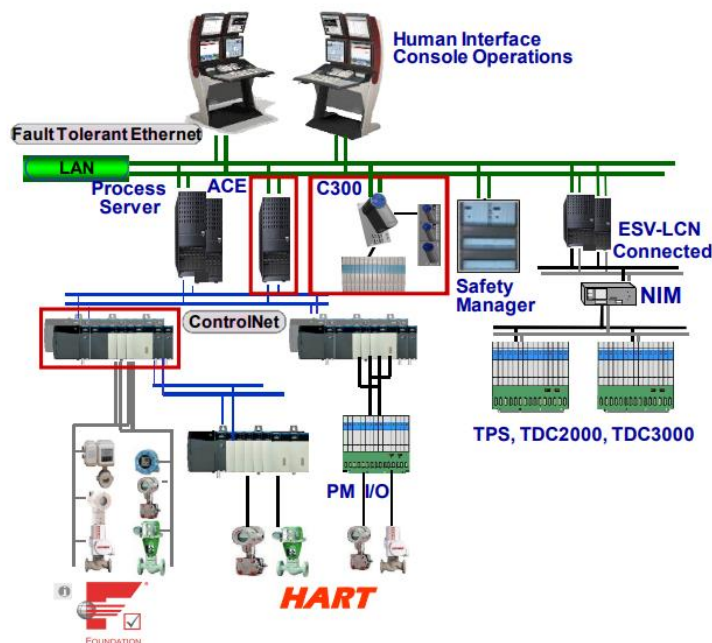 Human Interface
Console Operations
Fault Tolerant Ethernet
LAN
Process
Server
ACE
C300
Safety
Manager
ESV-LCN
Connected
NIM
ControlNet
TPS, TDC2000, TDC3000
PM I/O
HART
FOUNDATION